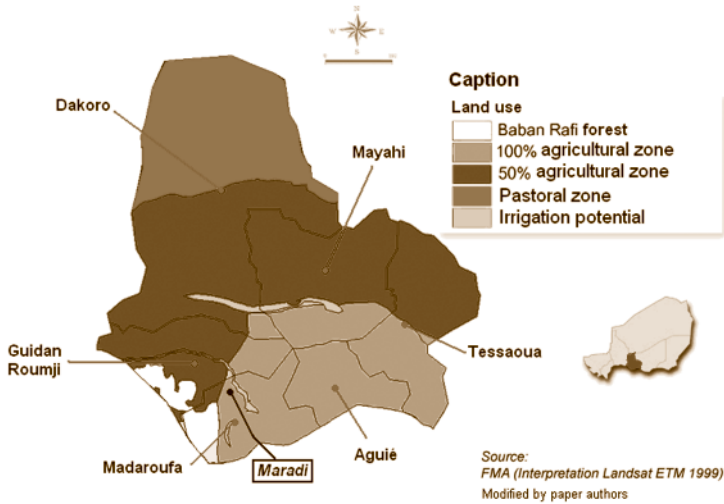 N
W
E
S
Dakoro
Mayahi
Caption
Land use
Baban Rafi forest
100% agricultural zone
50% agricultural zone
Pastoral zone
Irrigation potential
Guidan
Roumji
Tessaoua
Madaroufa
Maradi
Aguié
Source:
FMA (Interpretation Landsat ETM 1999)
Modified by paper authors